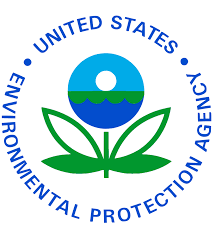 UNITED STATES
ENVIRONMENTAL PROTECTION AGENCY